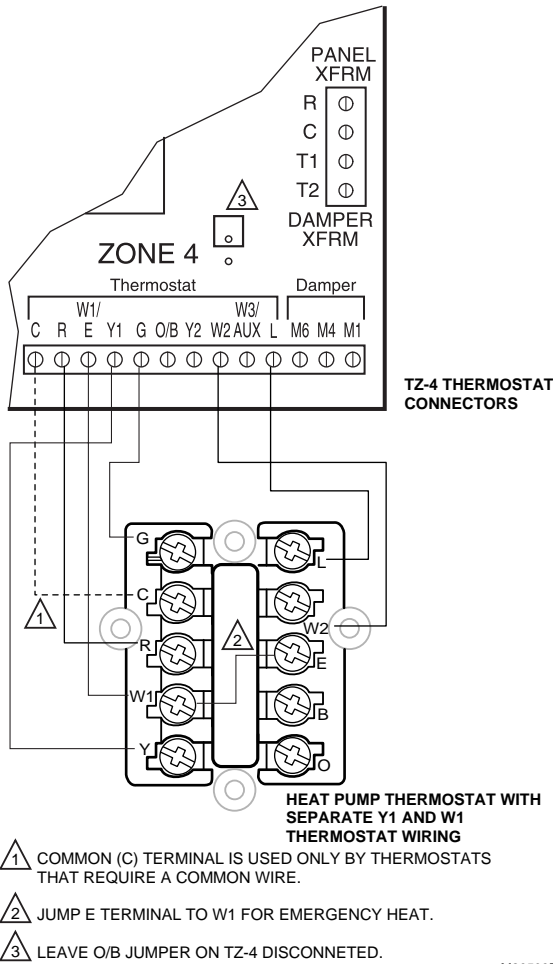 PANEL
XFRM
R
C
T1
T2
DAMPER
XFRM
3
ZONE 4
Thermostat Damper
W1/ W3/
C R E Y1 G O/B Y2 W2 AUX L M6 M4 M1
TZ-4 THERMOSTAT
CONNECTORS
G
L
C
1
W2
2
R
E
W1
B
Y
O
HEAT PUMP THERMOSTAT WITH
SEPARATE Y1 AND W1
THERMOSTAT WIRING
1 COMMON (C) TERMINAL IS USED ONLY BY THERMOSTATS
THAT REQUIRE A COMMON WIRE.
2 JUMP E TERMINAL TO W1 FOR EMERGENCY HEAT.
3 LEAVE O/B JUMPER ON TZ-4 DISCONNETED.